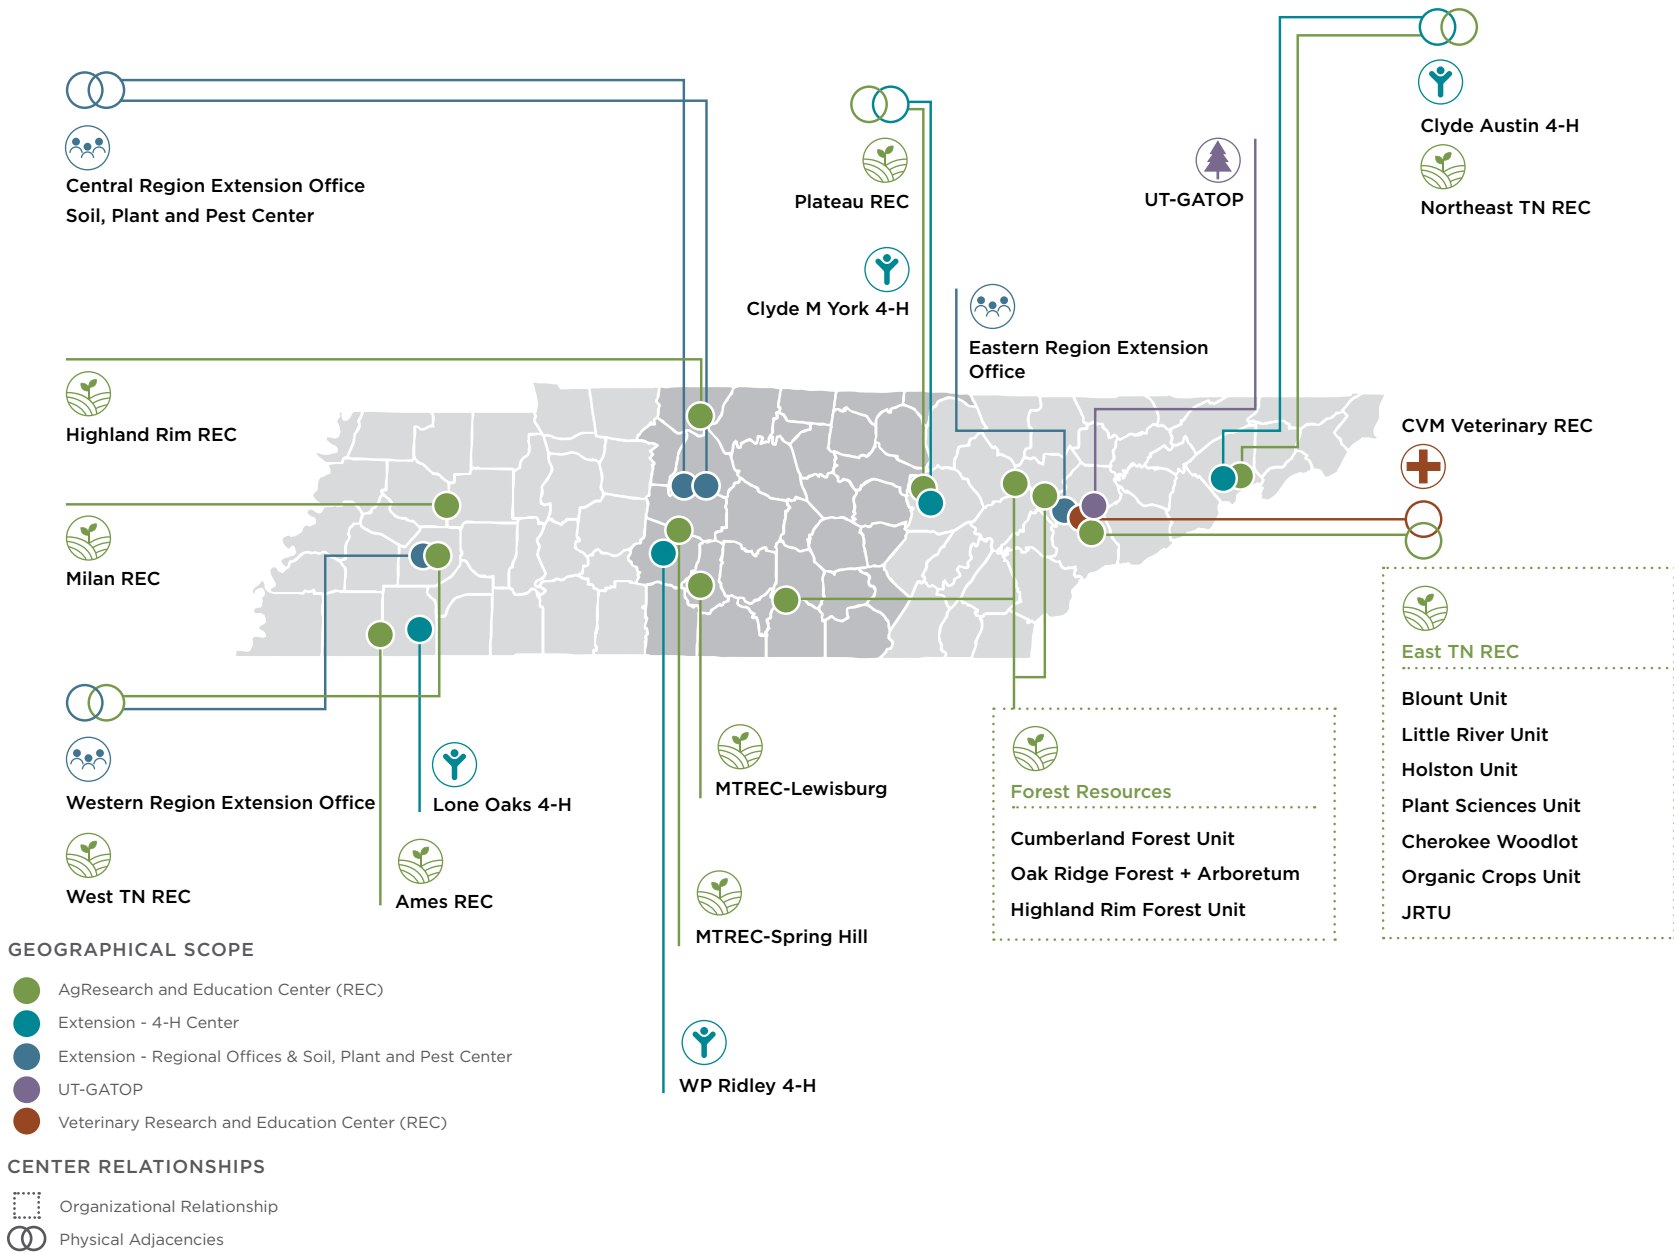 Central Region Extension Office
Soil, Plant and Pest Center
Plateau REC
Clyde M York 4-H
UT-GATOP
Clyde Austin 4-H
Northeast TN REC
Eastern Region Extension
Office
Highland Rim REC
CVM Veterinary REC
Milan REC
East TN REC
Blount Unit
Little River Unit
Holston Unit
Plant Sciences Unit
Cherokee Woodlot
Organic Crops Unit
JRTU
Western Region Extension Office
West TN REC
Lone Oaks 4-H
Ames REC
MTREC-Lewisburg
MTREC-Spring Hill
WP Ridley 4-H
Forest Resources
Cumberland Forest Unit
Oak Ridge Forest + Arboretum
Highland Rim Forest Unit
GEOGRAPHICAL SCOPE
AgResearch and Education Center (REC)
Extension - 4-H Center
Extension - Regional Offices & Soil, Plant and Pest Center
UT-GATOP
Veterinary Research and Education Center (REC)
CENTER RELATIONSHIPS
Organizational Relationship
Physical Adjacencies